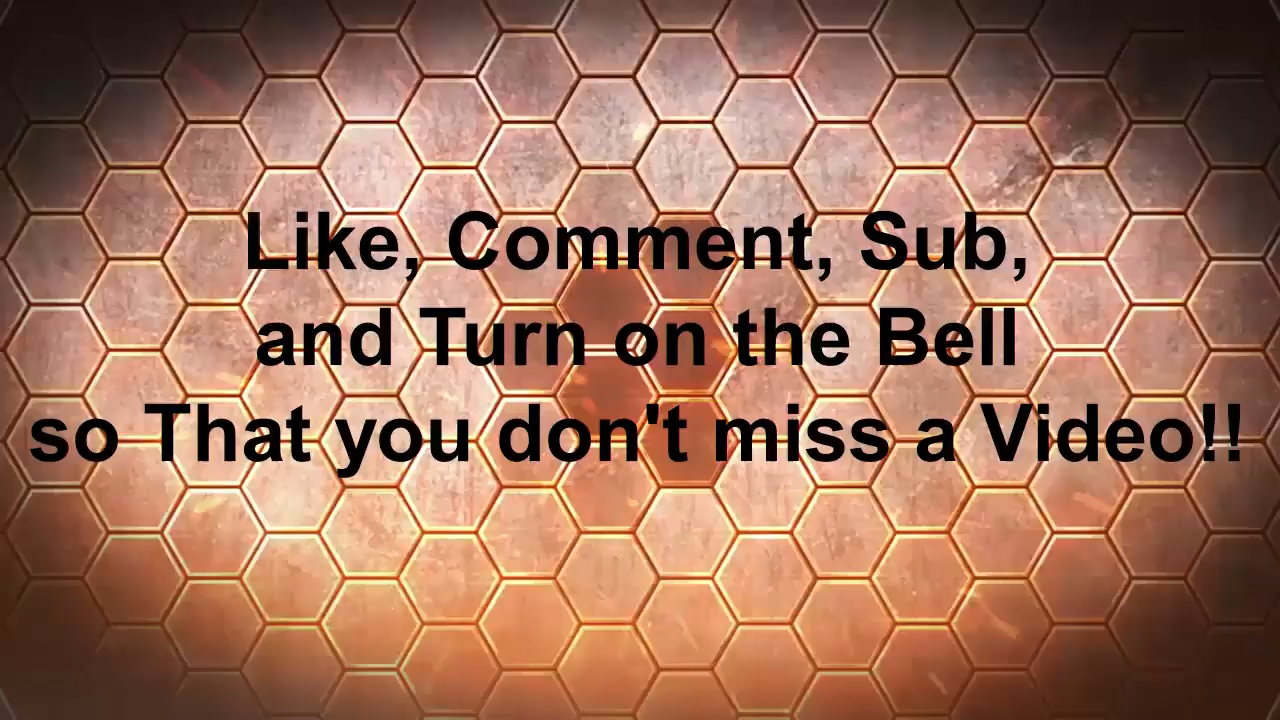 Like, Comment, Sub,
and Turn on the Bell
so That you don't miss a Video!!